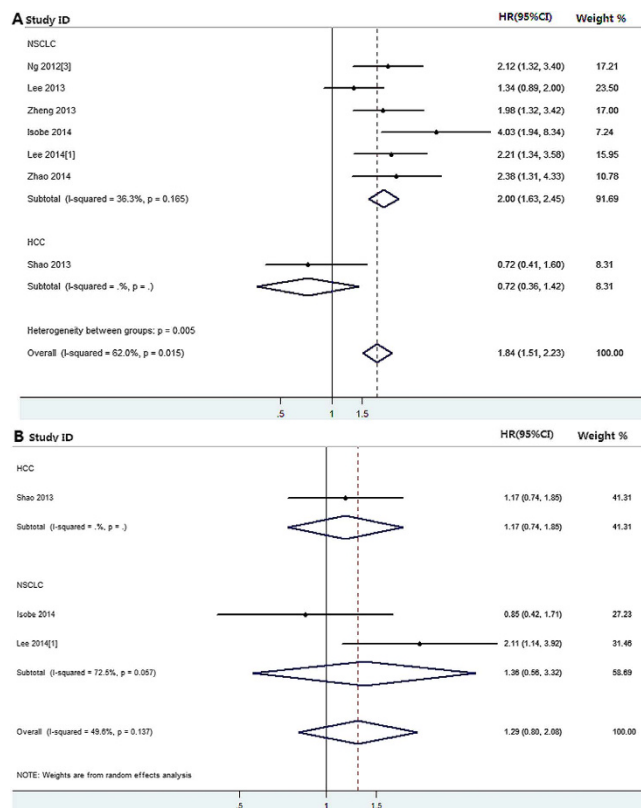 A Study ID HR(95%CI) Weight %
NSCLC
Ng 2012[3] 2.12 (1.32, 3.40) 17.21
Lee 2013 1.34 (0.89, 2.00) 23.50
Zheng 2013 1.98 (1.32, 3.42) 17.00
Isobe 2014 4.03 (1.94, 8.34) 7.24
Lee 2014[1] 2.21 (1.34, 3.58) 15.95
Zhao 2014 2.38 (1.31, 4.33) 10.78
Subtotal (I-squared = 36.3%, p = 0.165) 2.00 (1.63, 2.45) 91.69
HCC
Shao 2013 0.72 (0.41, 1.60) 8.31
Subtotal (I-squared = .%, p = .) 0.72 (0.36, 1.42) 8.31
Heterogeneity between groups: p = 0.005
Overall (I-squared = 62.0%, p = 0.015) 1.84 (1.51, 2.23) 100.00
.5 1 1.5
B Study ID HR(95%CI) Weight %
HCC
Shao 2013 1.17 (0.74, 1.85) 41.31
Subtotal (I-squared = .%, p = .) 1.17 (0.74, 1.85) 41.31
NSCLC
Isobe 2014 0.85 (0.42, 1.71) 27.23
Lee 2014[1] 2.11 (1.14, 3.92) 31.46
Subtotal (I-squared = 72.5%, p = 0.057) 1.36 (0.56, 3.32) 58.69
Overall (I-squared = 49.6%, p = 0.137) 1.29 (0.80, 2.08) 100.00
NOTE: Weights are from random effects analysis
.5 1 1.5